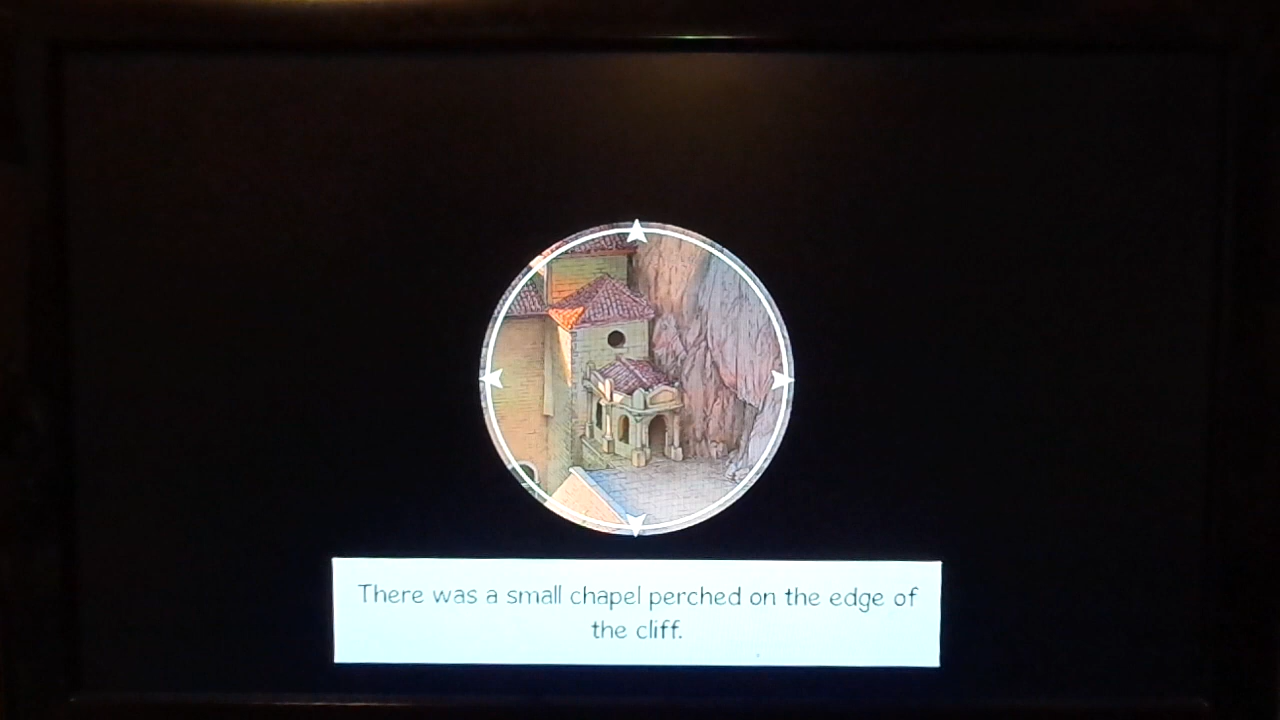 There was a small chapel perched on the edge of
the cliff.